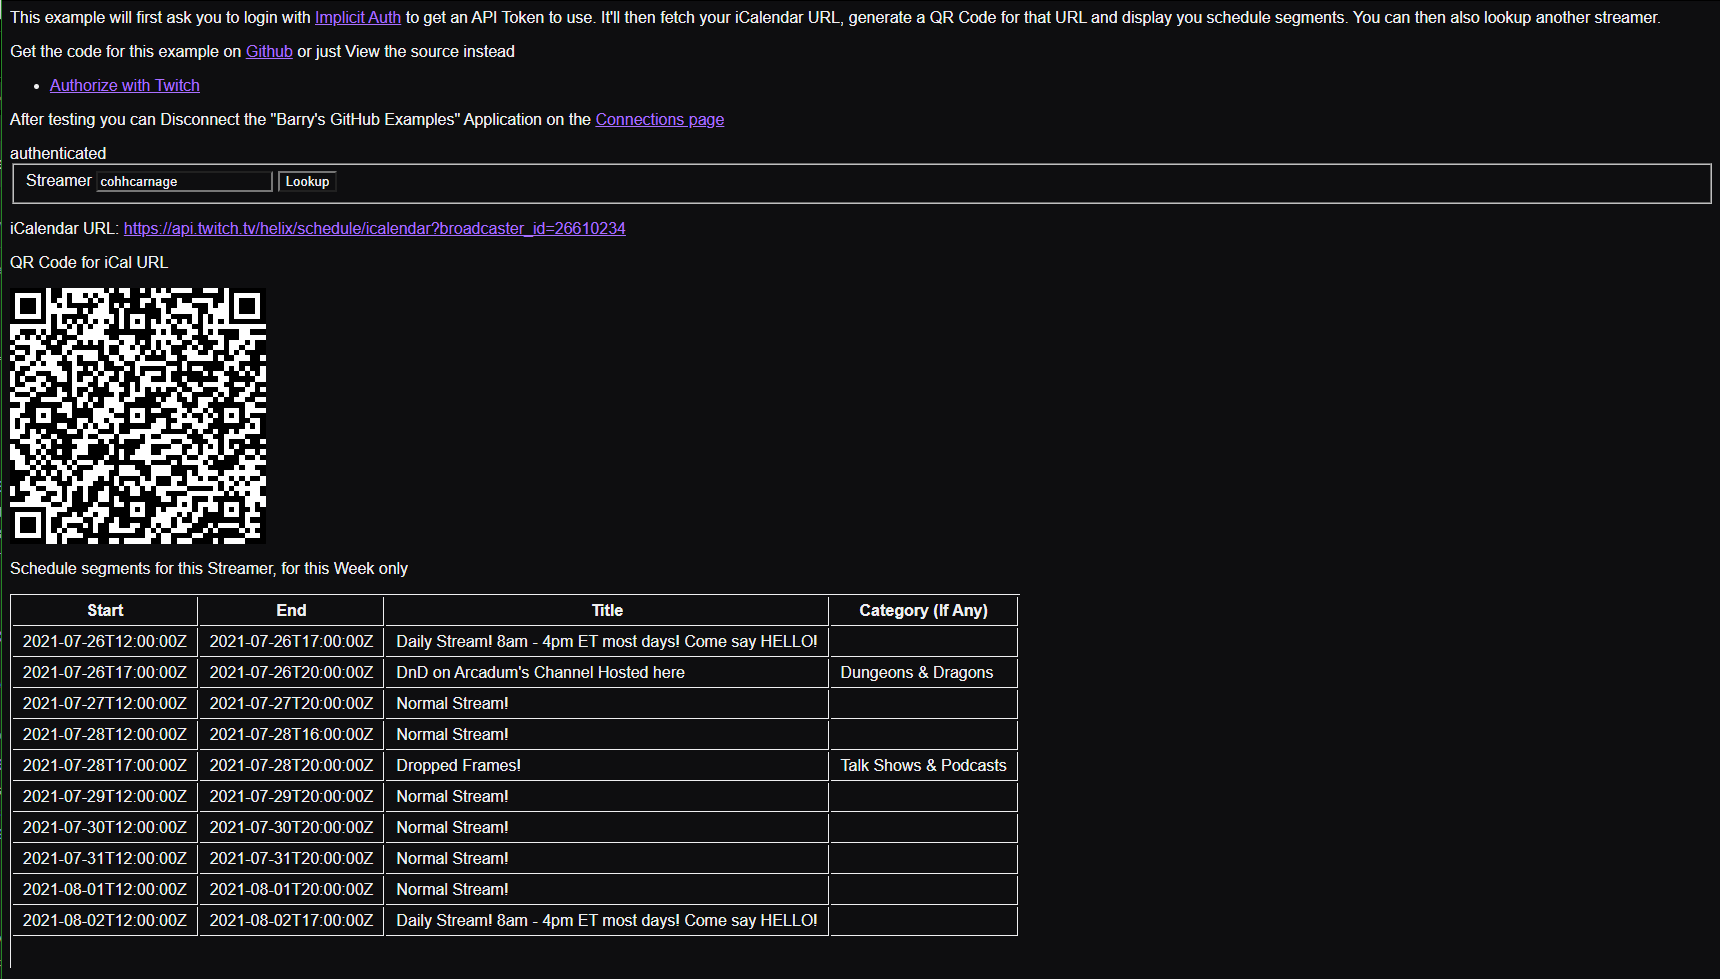 This example will first ask you to login with Implicit Auth to get an API Token to use. It'll then fetch your iCalendar URL, generate a QR Code for that URL and display you schedule segments. You can then also lookup another streamer.
Get the code for this example on Github or just View the source instead
• Authorize with Twitch
After testing you can Disconnect the "Barry's GitHub Examples" Application on the Connections page
authenticated
Streamer cohhcarnage Lookup
iCalendar URL: https://api.twitch.tv/helix/schedule/icalendar?broadcaster_id=26610234
QR Code for iCal URL
Schedule segments for this Streamer, for this Week only
Start End Title Category (If Any)
2021-07-26T12:00:00Z 2021-07-26T17:00:00Z Daily Stream! 8am - 4pm ET most days! Come say HELLO!
2021-07-26T17:00:00Z 2021-07-26T20:00:00Z DnD on Arcadum's Channel Hosted here Dungeons & Dragons
2021-07-27T12:00:00Z 2021-07-27T20:00:00Z Normal Stream!
2021-07-28T12:00:00Z 2021-07-28T16:00:00Z Normal Stream!
2021-07-28T17:00:00Z 2021-07-28T20:00:00Z Dropped Frames! Talk Shows & Podcasts
2021-07-29T12:00:00Z 2021-07-29T20:00:00Z Normal Stream!
2021-07-30T12:00:00Z 2021-07-30T20:00:00Z Normal Stream!
2021-07-31T12:00:00Z 2021-07-31T20:00:00Z Normal Stream!
2021-08-01T12:00:00Z 2021-08-01T20:00:00Z Normal Stream!
2021-08-02T12:00:00Z 2021-08-02T17:00:00Z Daily Stream! 8am - 4pm ET most days! Come say HELLO!